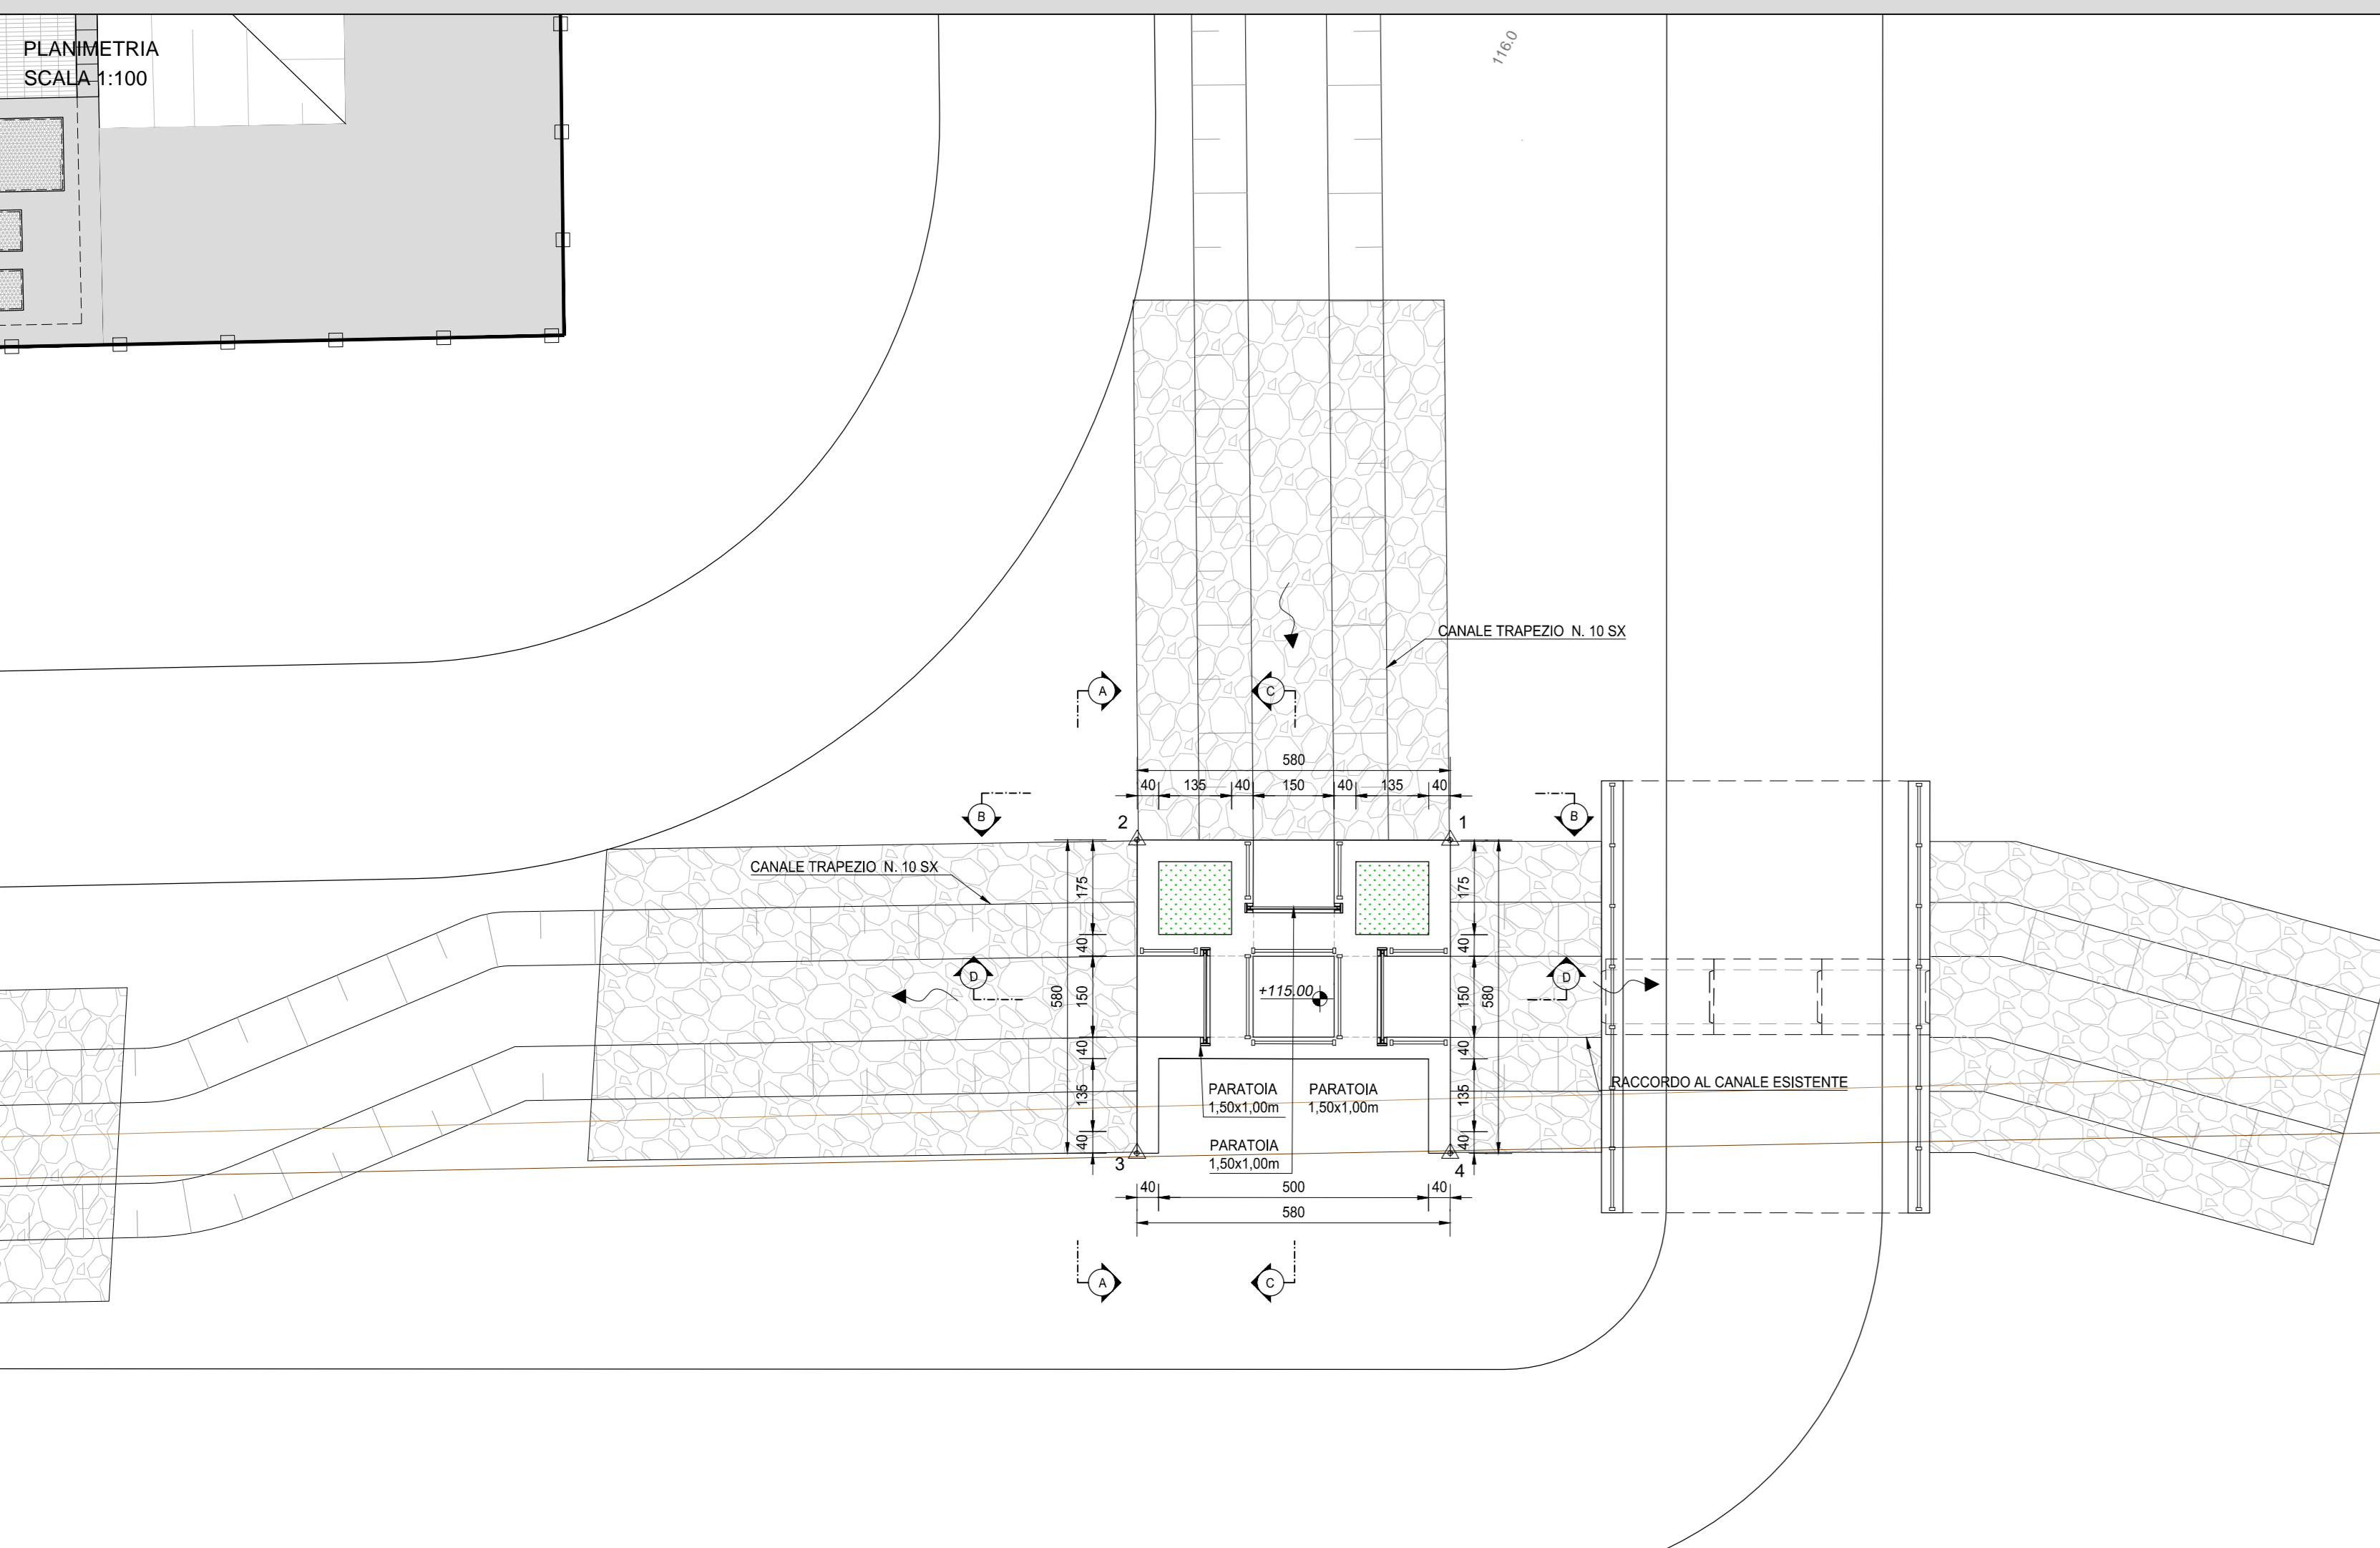 PLANIMETRIA
SCALA 1:100
116.0
CANALE TRAPEZIO N. 10 SX
A
C
580
40 135 40 150 40 135 40
B
B
2
1
CANALE TRAPEZIO N. 10 SX
175
175
40
40
D
D
580
150
+115.00
150
580
40
40
PARATOIA
1,50x1,00m
PARATOIA
1,50x1,00m
RACCORDO AL CANALE ESISTENTE
135
135
PARATOIA
1,50x1,00m
40
40
3
4
40 500 40
580
A
C